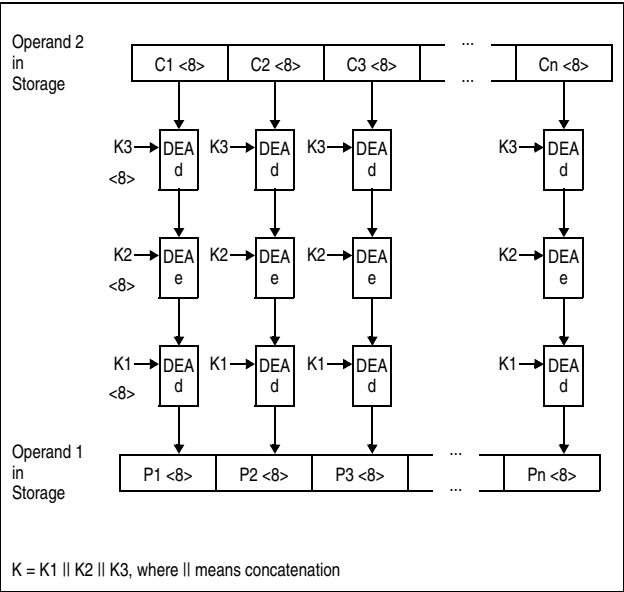 Operand 2
in
Storage
C1 <8> C2 <8> C3 <8> ... ... Cn <8>
K3 DEA K3 DEA K3 DEA K3 DEA
<8> d d d d
K2 DEA K2 DEA K2 DEA K2 DEA
<8> e e e e
K1 DEA K1 DEA K1 DEA K1 DEA
<8> d d d d
Operand 1
in
Storage
P1 <8> P2 <8> P3 <8> ... ... Pn <8>
K = K1 || K2 || K3, where || means concatenation